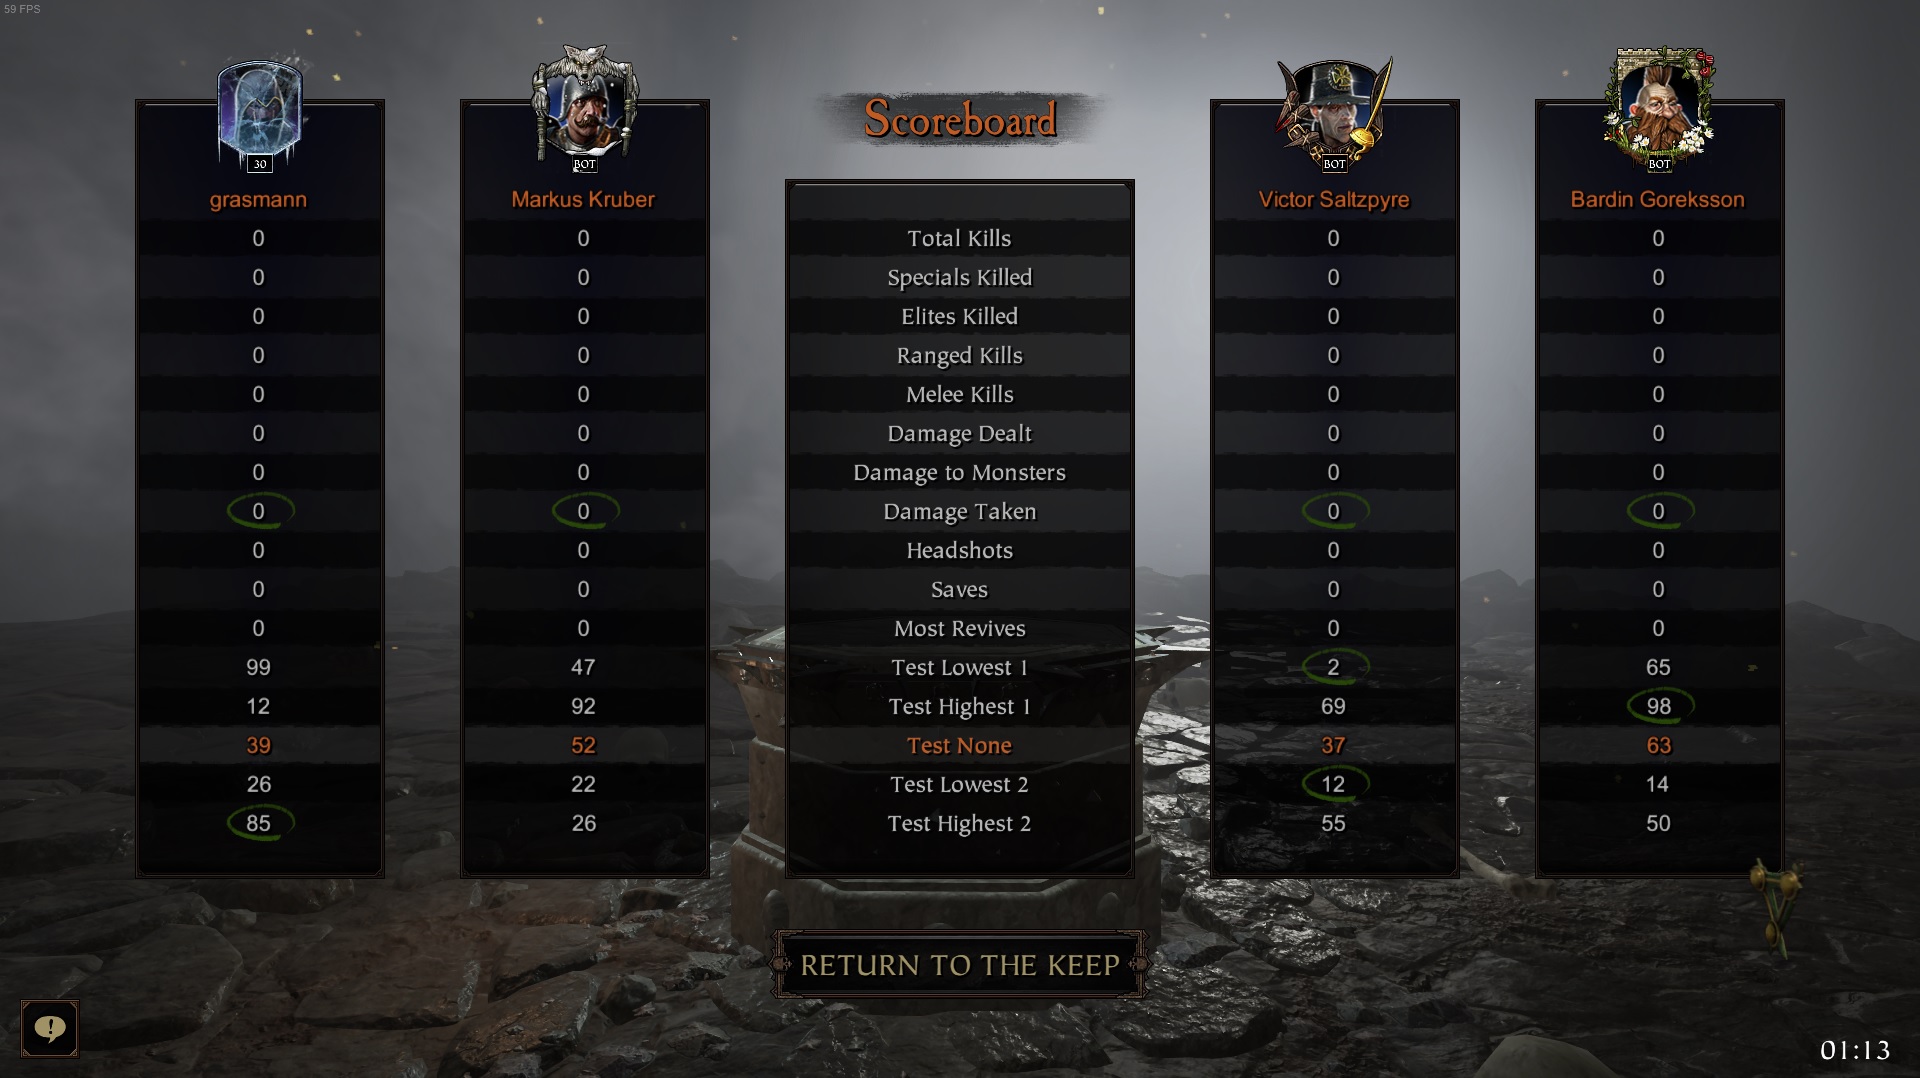 59 FPS
30 BOT BOT BOT
Scoreboard
grasmann Markus Kruber Victor Saltzpyre Bardin Goreksson
0 0 Total Kills 0 0
0 0 Specials Killed 0 0
0 0 Elites Killed 0 0
0 0 Ranged Kills 0 0
0 0 Melee Kills 0 0
0 0 Damage Dealt 0 0
0 0 Damage to Monsters 0 0
0 0 Damage Taken 0 0
0 0 Headshots 0 0
0 0 Saves 0 0
0 0 Most Revives 0 0
99 47 Test Lowest 1 2 65
12 92 Test Highest 1 69 98
39 52 Test None 37 63
26 22 Test Lowest 2 12 14
85 26 Test Highest 2 55 50
RETURN TO THE KEEP
01:13